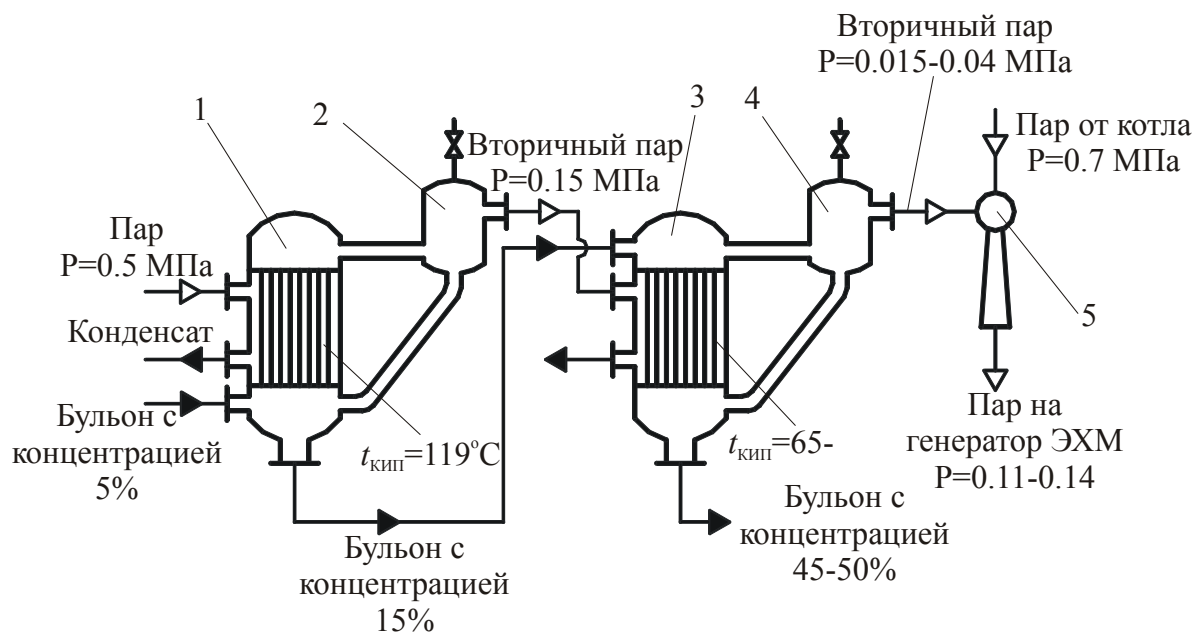 Вторичный пар
P=0.015-0.04 МПа
1
2
3
4
Вторичный пар
P=0.15 МПа
Пар от котла
P=0.7 МПа
Пар
P=0.5 МПа
5
Конденсат
Бульон с
концентрацией
5%
tкип=119°С
tкип=65-
Пар на
генератор ЭХМ
P=0.11-0.14
Бульон с
концентрацией
45-50%
Бульон с
концентрацией
15%